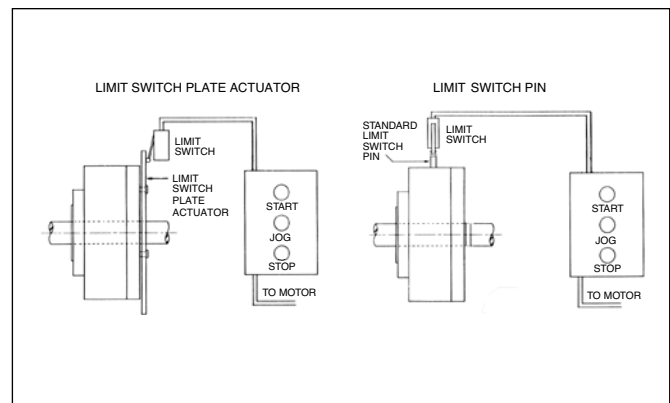 LIMIT SWITCH PLATE ACTUATOR
LIMIT
SWITCH
LIMIT
SWITCH
PLATE
ACTUATOR
START
JOG
STOP
TO MOTOR
LIMIT SWITCH PIN
STANDARD
LIMIT
SWITCH
PIN
LIMIT
SWITCH
START
JOG
STOP
TO MOTOR